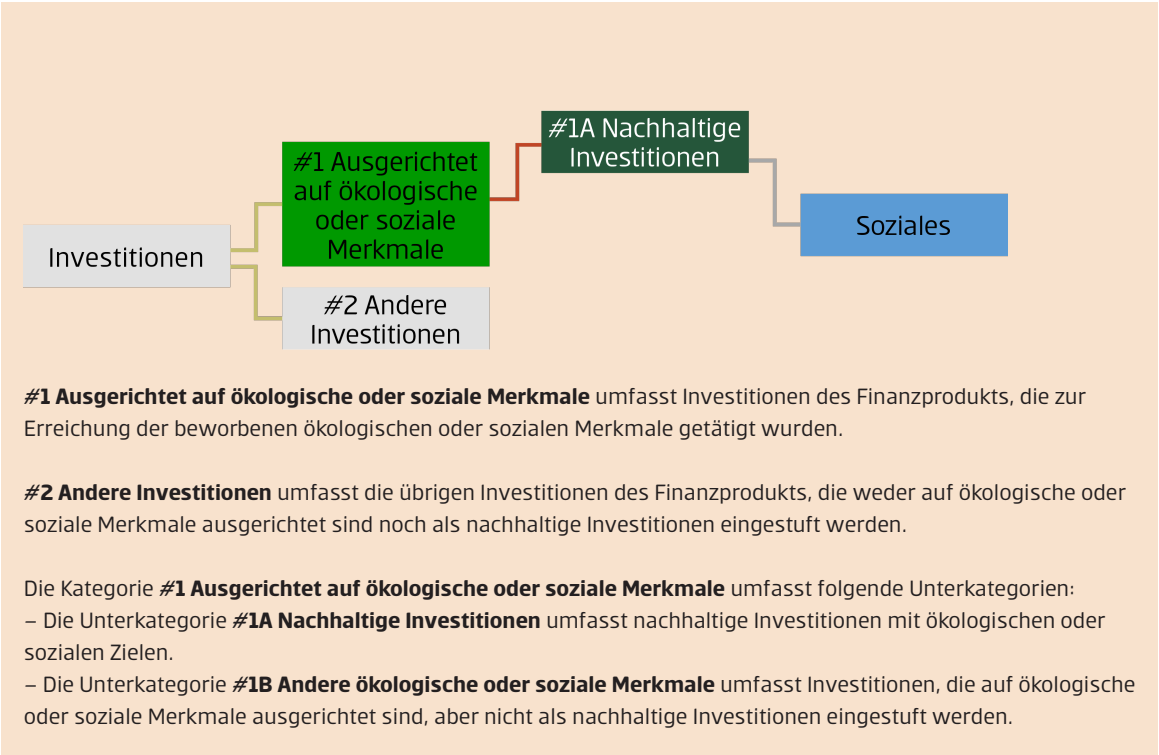 #1A Nachhaltige
Investitionen
#1 Ausgerichtet
auf ökologische
oder soziale
Merkmale
Soziales
Investitionen
#2 Andere
Investitionen
#1 Ausgerichtet auf ökologische oder soziale Merkmale umfasst Investitionen des Finanzprodukts, die zur
Erreichung der beworbenen ökologischen oder sozialen Merkmale getätigt wurden.
#2 Andere Investitionen umfasst die übrigen Investitionen des Finanzprodukts, die weder auf ökologische oder
soziale Merkmale ausgerichtet sind noch als nachhaltige Investitionen eingestuft werden.
Die Kategorie #1 Ausgerichtet auf ökologische oder soziale Merkmale umfasst folgende Unterkategorien:
– Die Unterkategorie #1A Nachhaltige Investitionen umfasst nachhaltige Investitionen mit ökologischen oder
sozialen Zielen.
– Die Unterkategorie #1B Andere ökologische oder soziale Merkmale umfasst Investitionen, die auf ökologische
oder soziale Merkmale ausgerichtet sind, aber nicht als nachhaltige Investitionen eingestuft werden.